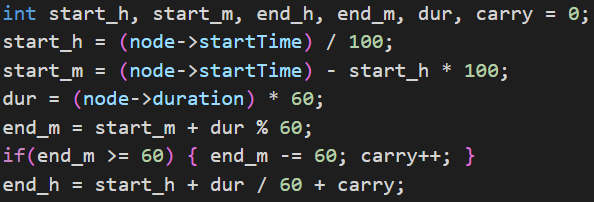 int start_h, start_m, end_h, end_m, dur, carry = 0;
start_h = (node->startTime) / 100;
start_m = (node->startTime) - start_h * 100;
dur = (node->duration) * 60;
end_m = start_m + dur % 60;
if(end_m >= 60) { end_m -= 60; carry++; }
end_h = start_h + dur / 60 + carry;